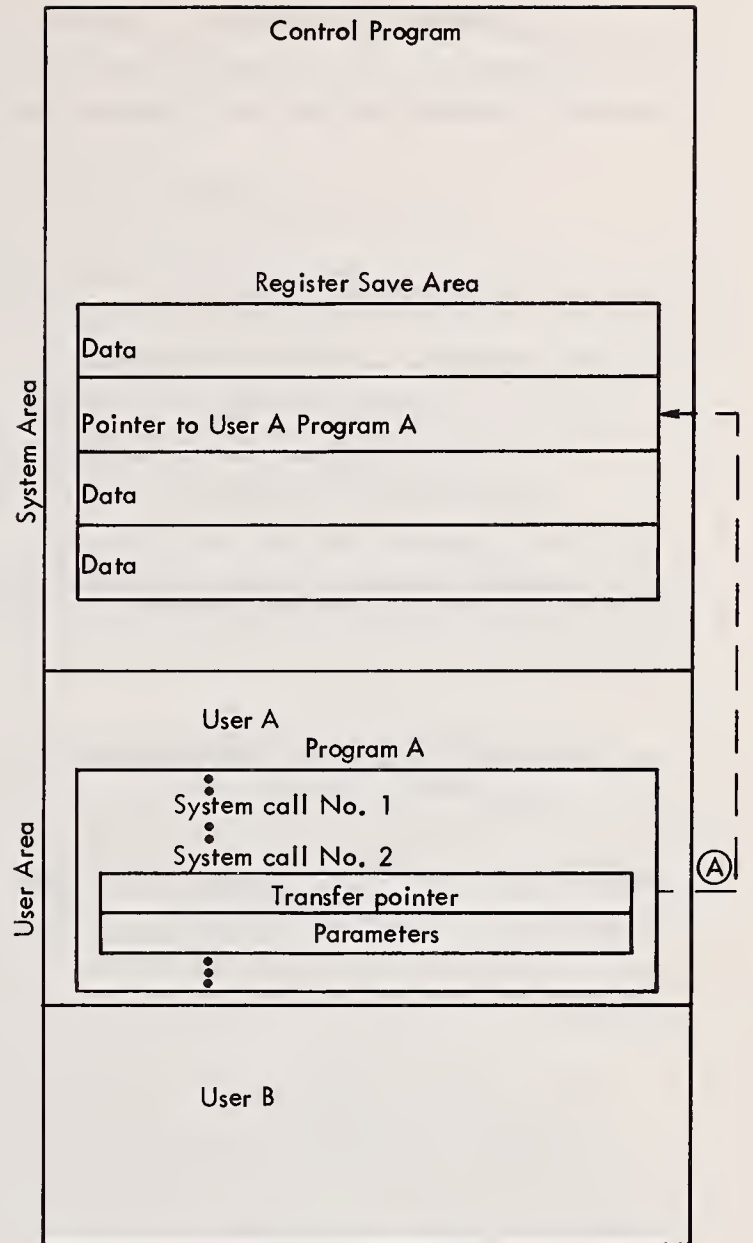 Control Program
Register Save Area
Data
Pointer to User A Program A
Data
Data
System Area
User A
Program A
System call No. 1
System call No. 2
Transfer pointer
Parameters
A
User Area
User B